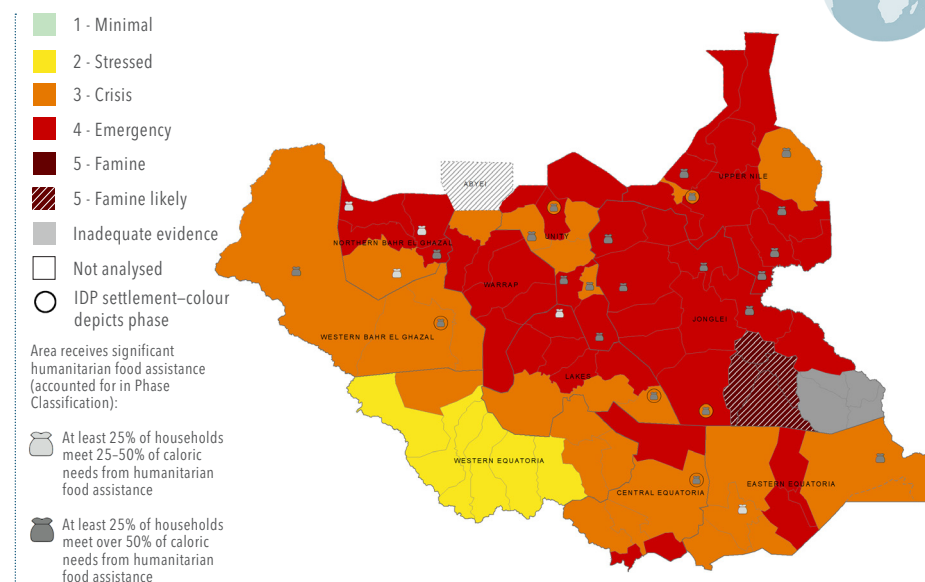 1 - Minimal
2 - Stressed
3 - Crisis
4 - Emergency
5 - Famine
5 - Famine likely
Inadequate evidence
Not analysed
IDP settlement–colour
depicts phase
Area receives significant
humanitarian food assistance
(accounted for in Phase
Classification):
At least 25% of households
meet 25–50% of caloric
needs from humanitarian
food assistance
At least 25% of households
meet over 50% of caloric
needs from humanitarian
food assistance
ABYEI
UPPER NILE
UNITY
NORTHERN BAHR EL GHAZAL
WARRAP
JONGLEI
WESTERN BAHR EL GHAZAL
LAKES
WESTERN EQUATORIA
CENTRAL EQUATORIA
EASTERN EQUATORIA